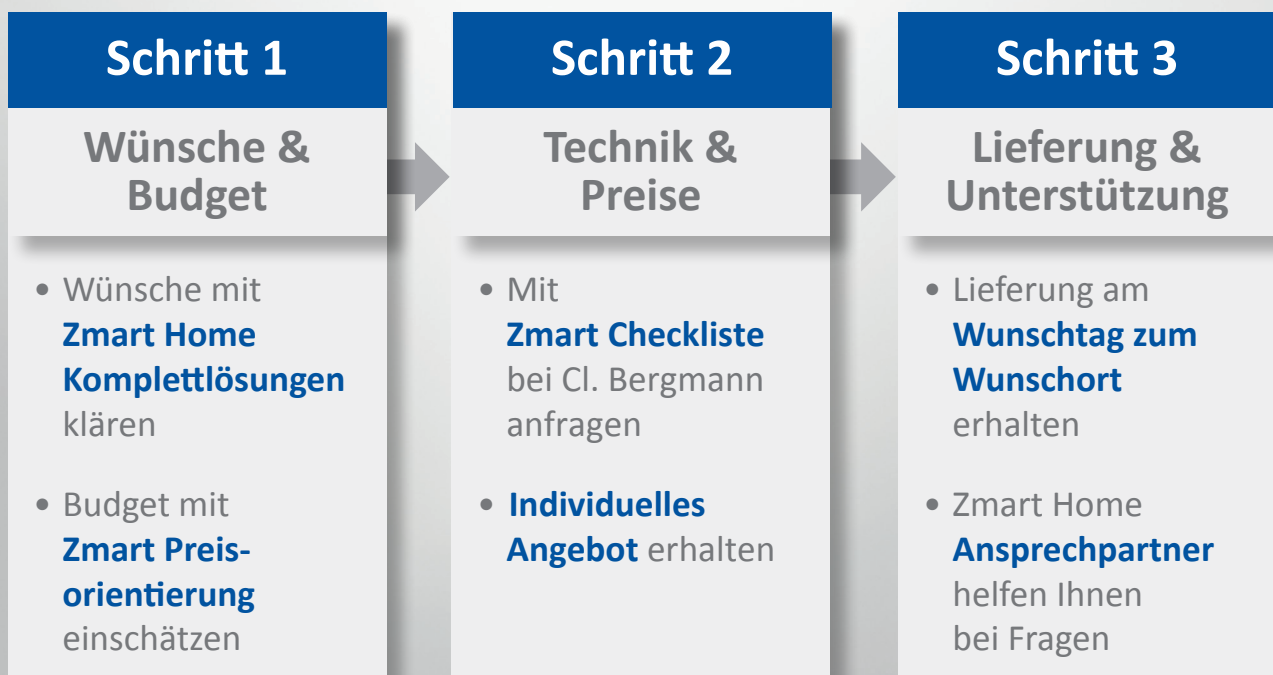 Schritt 1
Wünsche &
Budget
• Wünsche mit
Zmart Home
Komplettlösungen
klären
• Budget mit
Zmart Preis-
orientierung
einschätzen
Schritt 2
Technik &
Preise
• Mit
Zmart Checkliste
bei Cl. Bergmann
anfragen
• Individuelles
Angebot erhalten
Schritt 3
Lieferung &
Unterstützung
• Lieferung am
Wunschtag zum
Wunschort
erhalten
• Zmart Home
Ansprechpartner
helfen Ihnen
bei Fragen